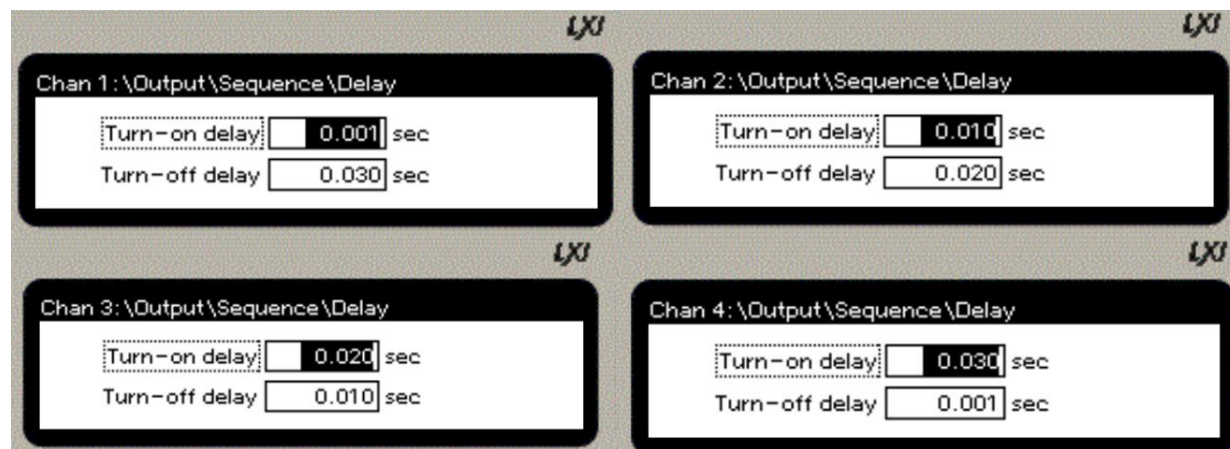 LXI
Chan 1:\Output\Sequence\Delay
Turn-on delay 0.001 sec
Turn-off delay 0.030 sec
LXI
Chan 2:\Output\Sequence\Delay
Turn-on delay 0.010 sec
Turn-off delay 0.020 sec
LXI
Chan 3:\Output\Sequence\Delay
Turn-on delay 0.020 sec
Turn-off delay 0.010 sec
LXI
Chan 4:\Output\Sequence\Delay
Turn-on delay 0.030 sec
Turn-off delay 0.001 sec